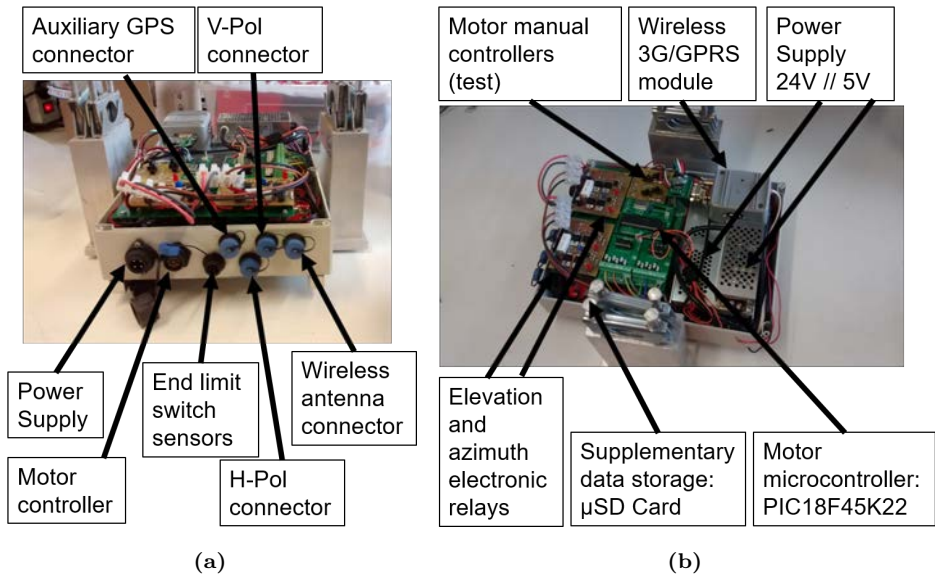 Auxiliary GPS
connector
V-Pol
connector
Power
Supply
Motor
controller
End limit
switch
sensors
H-Pol
connector
Wireless
antenna
connector
(a)
Motor manual
controllers
(test)
Wireless
3G/GPRS
module
Power
Supply
24V // 5V
Elevation
and
azimuth
electronic
relays
Supplementary
data storage:
µSD Card
Motor
microcontroller:
PIC18F45K22
(b)